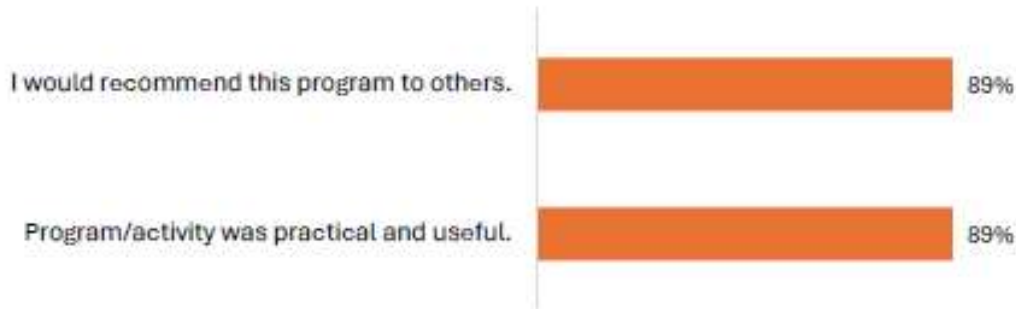 I would recommend this program to others.
89%
Program/activity was practical and useful.
89%